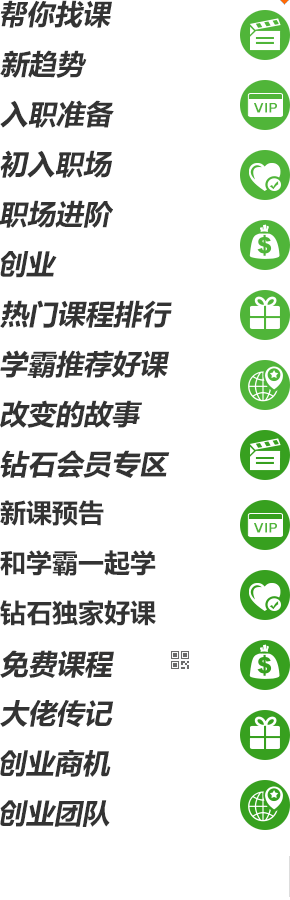 帮你找课
新趋势
入职准备
VIP
初入职场
职场进阶
创业
热门课程排行
学霸推荐好课
改变的故事
钻石会员专区
新课预告
VIP
和学霸一起学
钻石独家好课
免费课程
大佬传记
创业商机
创业团队